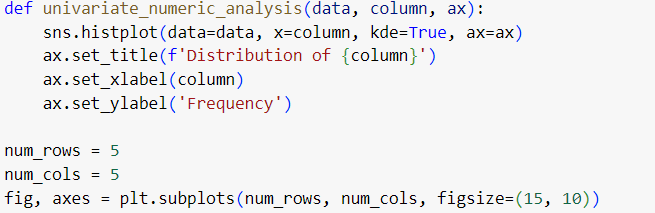 def univariate_numeric_analysis(data, column, ax):
    sns.histplot(data=data, x=column, kde=True, ax=ax)
    ax.set_title(f'Distribution of {column}')
    ax.set_xlabel(column)
    ax.set_ylabel('Frequency')

num_rows = 5
num_cols = 5
fig, axes = plt.subplots(num_rows, num_cols, figsize=(15, 10))